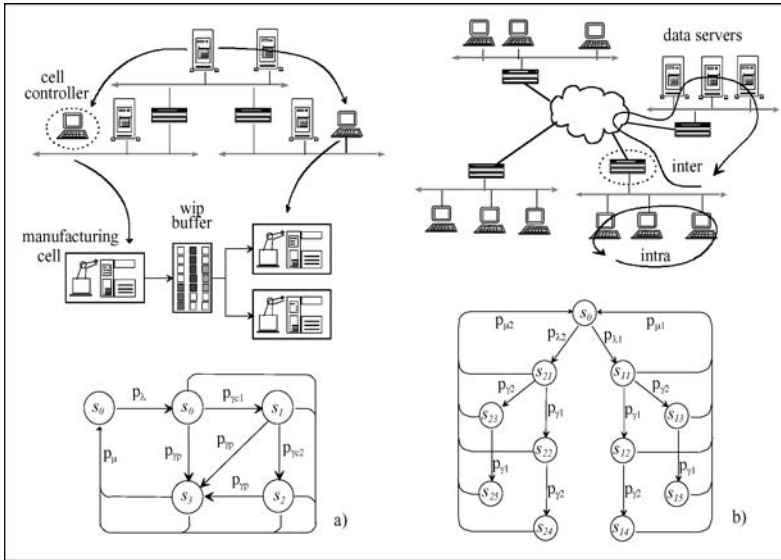 cell
controller
wip
buffer
manufacturing
cell
data servers
inter
intra
s0
pλ
s0
pγc1
s1
pμ
pγp
pγp
pγc2
s3
pγp
s2
a)
s0
pμ2
pλ2
pλ1
pμ1
s21
s11
pγ2
pγ1
pγ1
pγ2
s23
s13
s22
s12
pγ1
pγ2
pγ2
pγ1
s25
s15
s24
s14
b)